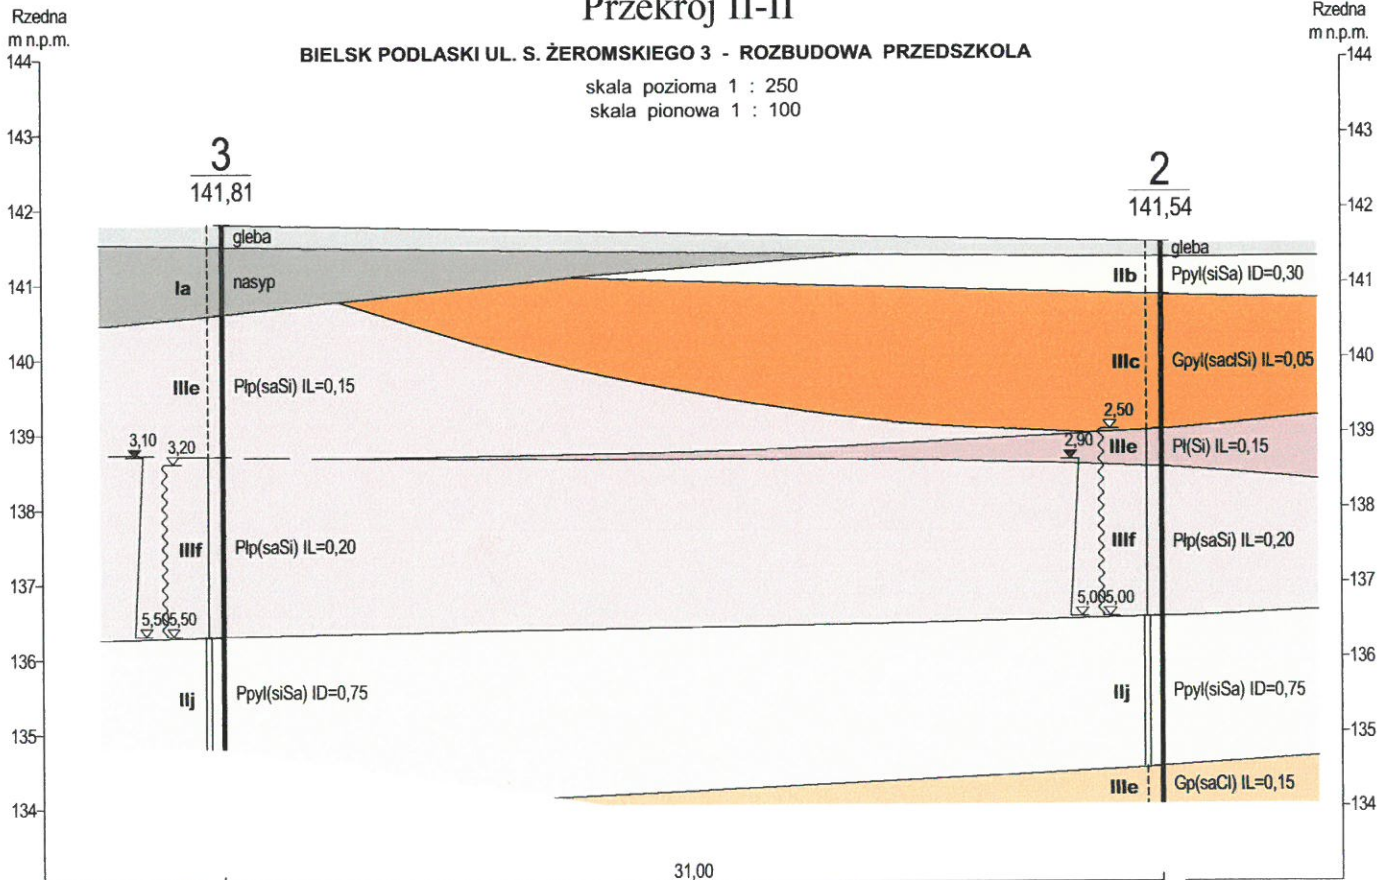 Przekrój II-II
Rzedna
m n.p.m.
Rzedna
m n.p.m.
BIELSK PODLASKI UL. S. ŻEROMSKIEGO 3 - ROZBUDOWA PRZEDSZKOLA
skala pozioma 1 : 250
skala pionowa 1 : 100
144
143
142
141
140
139
138
137
136
135
134
3
141,81
gleba
Ia
nasyp
IIIe
Płp(saSi) IL=0,15
3,10
3,20
IIIf
Płp(saSi) IL=0,20
5,50
5,50
IIj
Ppyl(siSa) ID=0,75
2
141,54
gleba
IIb
Ppyl(siSa) ID=0,30
IIIc
Gpyl(saclSi) IL=0,05
2,50
2,90
IIIe
Pł(Si) IL=0,15
IIIf
Płp(saSi) IL=0,20
5,00
5,00
IIj
Ppyl(siSa) ID=0,75
IIIe
Gp(saCl) IL=0,15
144
143
142
141
140
139
138
137
136
135
134
31,00